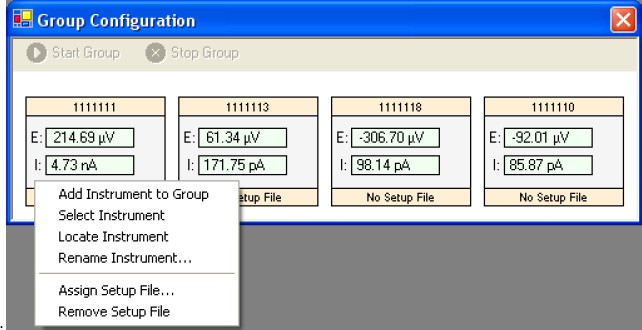 Group Configuration
Start Group Stop Group
1111111 1111113 1111118 1111110
E: 214.69 µV E: 61.34 µV E: -306.70 µV E: -92.01 µV
I: 4.73 nA I: 171.75 pA I: 98.14 pA I: 85.87 pA
etup File No Setup File No Setup File
Add Instrument to Group
Select Instrument
Locate Instrument
Rename Instrument...
Assign Setup File...
Remove Setup File
.